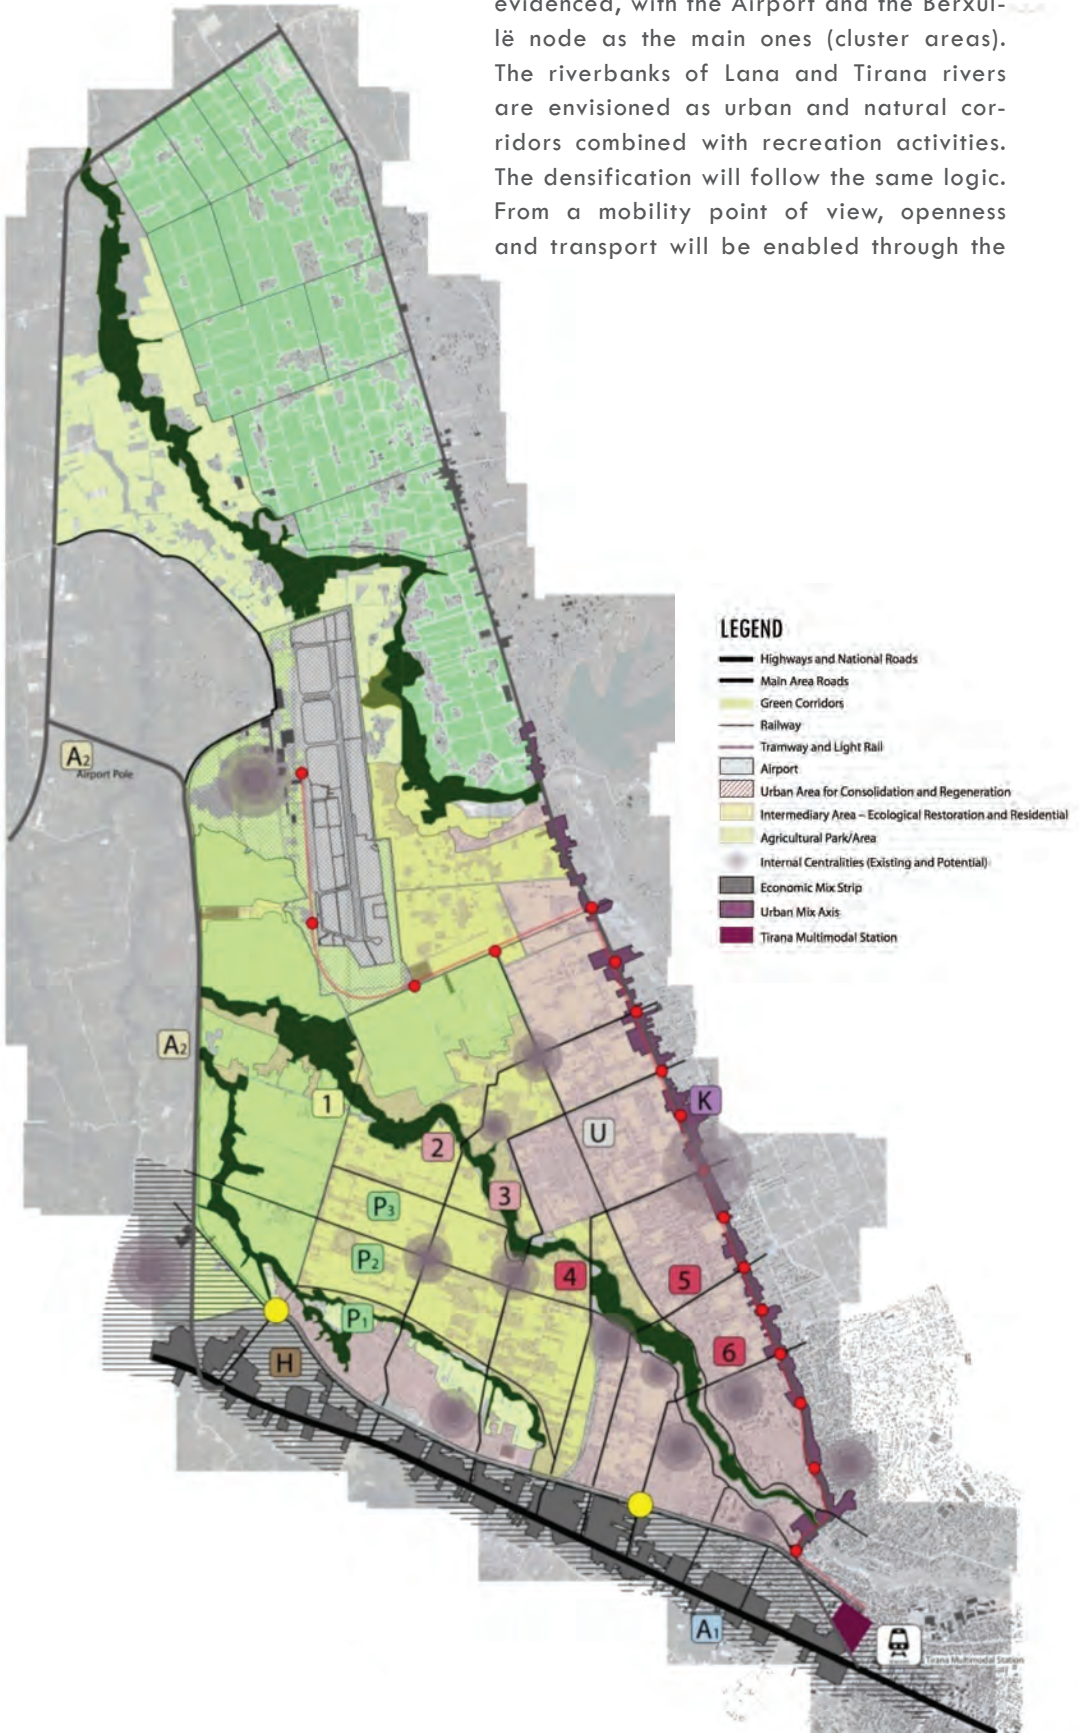 evidenced, with the Airport and the Bërxul-
lë node as the main ones (cluster areas).
The riverbanks of Lana and Tirana rivers
are envisioned as urban and natural cor-
ridors combined with recreation activities.
The densification will follow the same logic.
From a mobility point of view, openness
and transport will be enabled through the
LEGEND
Highways and National Roads
Main Area Roads
Green Corridors
Railway
Tramway and Light Rail
Airport
Urban Area for Consolidation and Regeneration
Intermediary Area – Ecological Restoration and Residential
Agricultural Park/Area
Internal Centralities (Existing and Potential)
Economic Mix Strip
Urban Mix Axis
Tirana Multimodal Station
A2
Airport Pole
A2
1
K
U
2
3
P3
P2
4
5
P1
6
H
A1
Tirana Multimodal Station